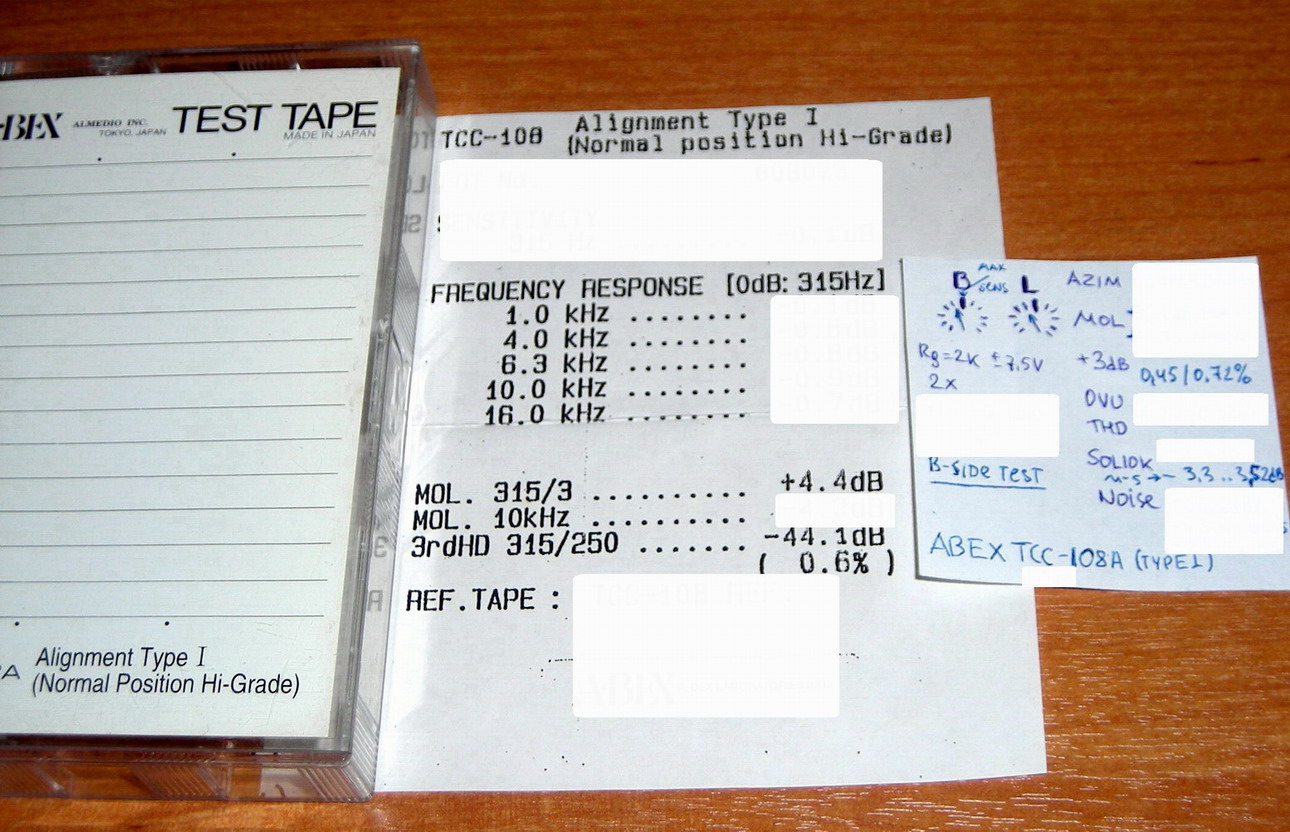 ALMEDIO INC.
TOKYO, JAPAN
TEST TAPE
MADE IN JAPAN
Alignment Type I
(Normal Position Hi-Grade)
TCC-108 Alignment Type I
(Normal position Hi-Grade)
FREQUENCY RESPONSE [0dB: 315Hz]
1.0 kHz ........
4.0 kHz ........
6.3 kHz ........
10.0 kHz ........
16.0 kHz ........
MOL. 315/3 .......... +4.4dB
MOL. 10kHz ..........
3rdHD 315/250 ....... -44.1dB
( 0.6% )
REF.TAPE :
B MAX SENS L
AZIM
MOL
Rg=2K ±7.5V
2x
+3dB 0,45/0.72%
OVU
THD
B-SIDE TEST
Noise
ABEX TCC-108A (TYPE I)